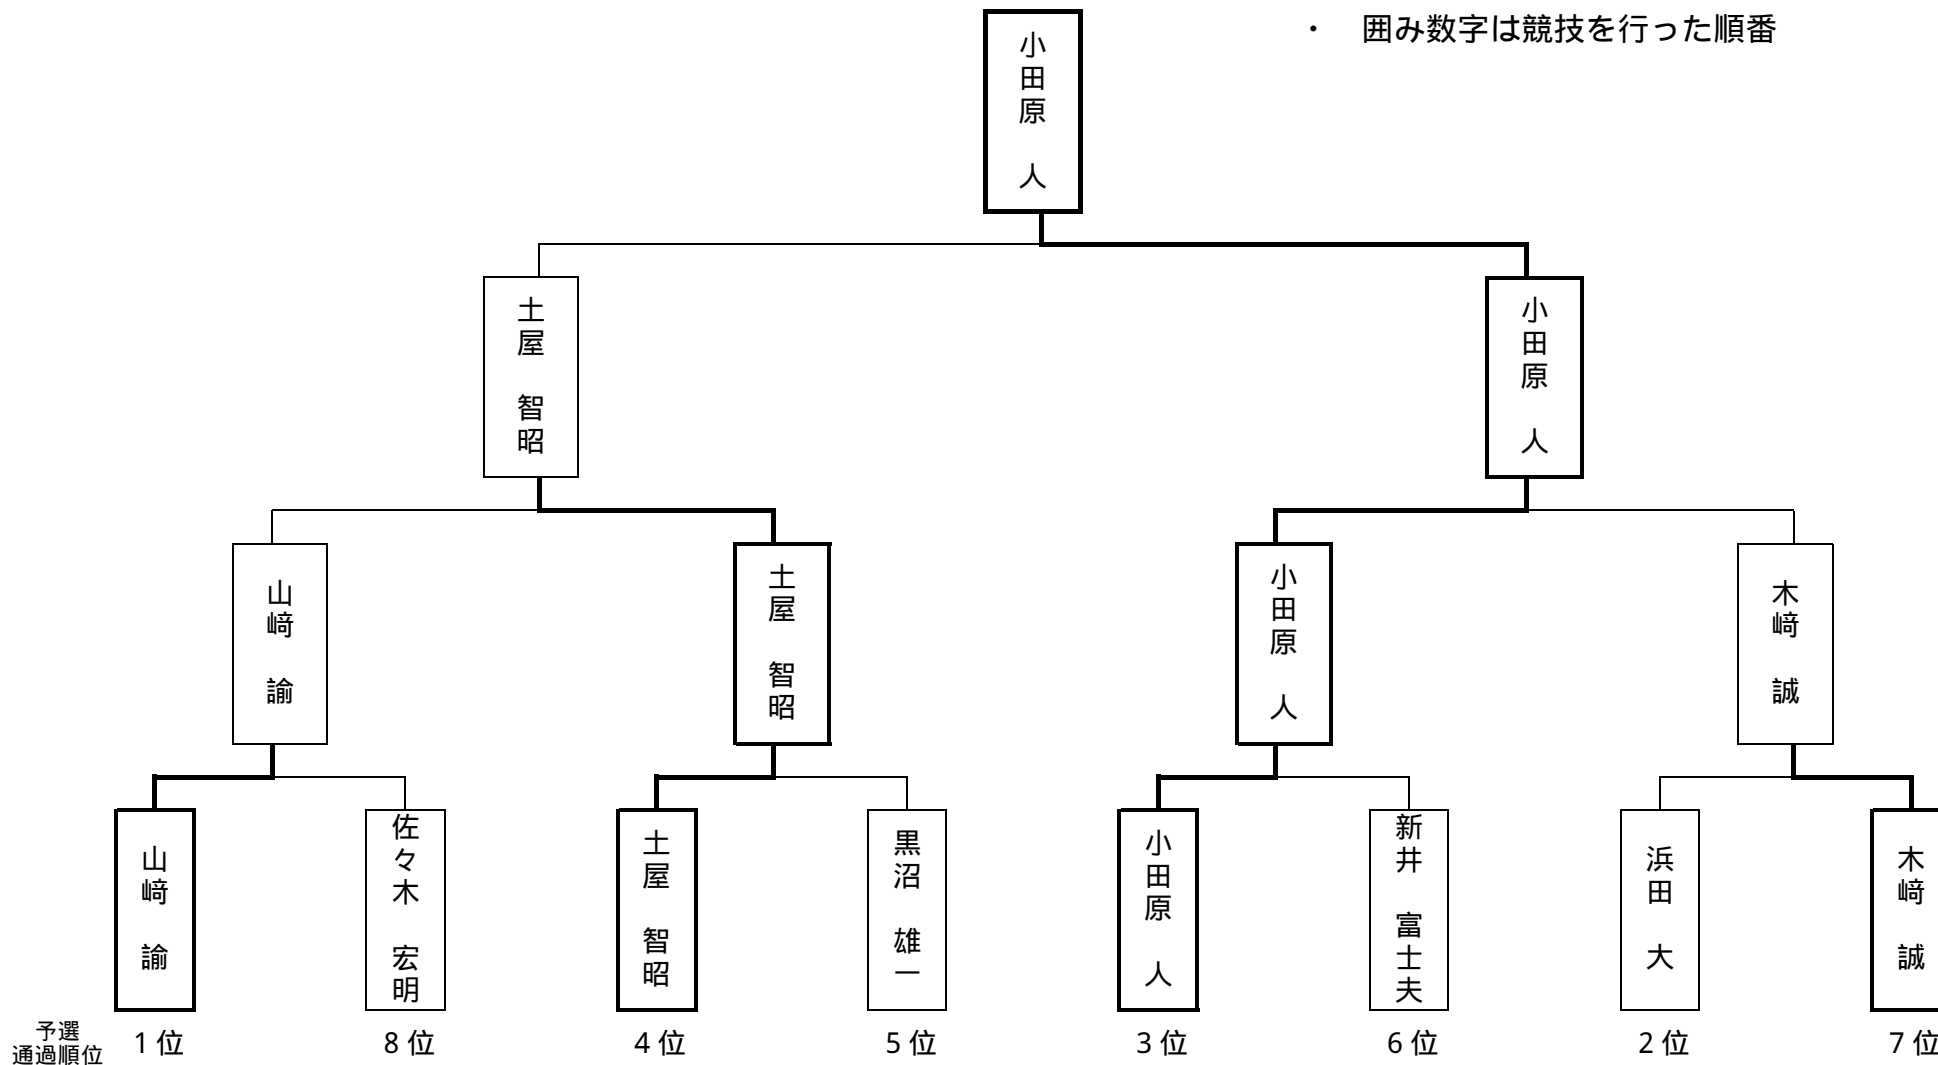 ・　囲み数字は競技を行った順番
小田原　人
土屋　智昭
小田原　人
山﨑　諭
土屋　智昭
小田原　人
木﨑　誠
山﨑　諭
佐々木　宏明
土屋　智昭
黒沼　雄一
小田原　人
新井　富士夫
浜田　大
木﨑　誠
予選
通過順位
1 位
8 位
4 位
5 位
3 位
6 位
2 位
7 位